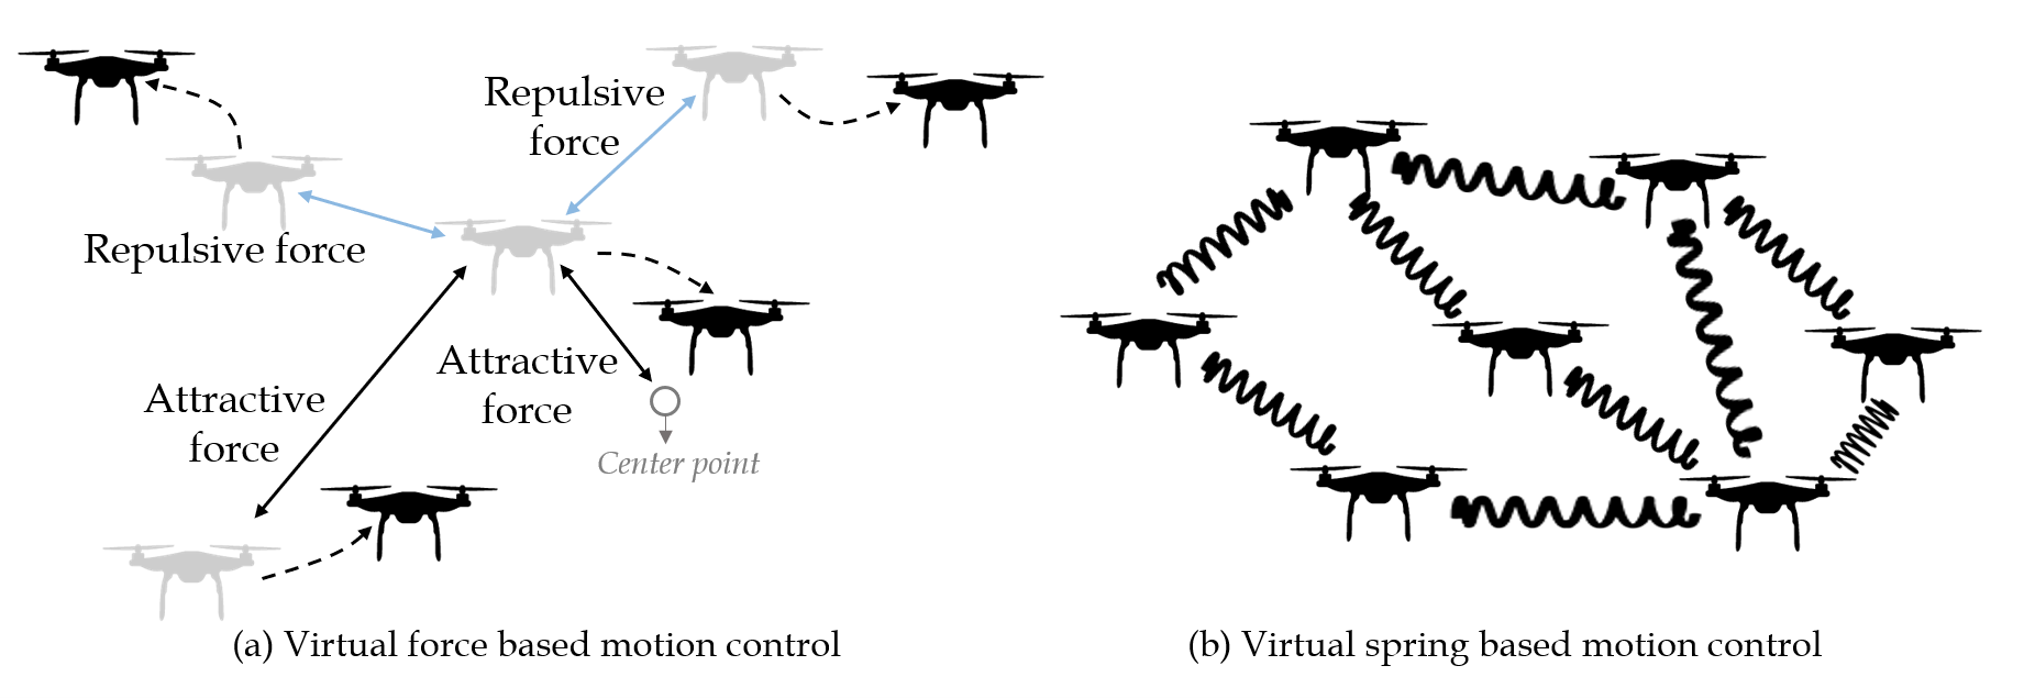 Repulsive
force
Repulsive force
Attractive
force
Attractive
force
Center point
(a) Virtual force based motion control
(b) Virtual spring based motion control